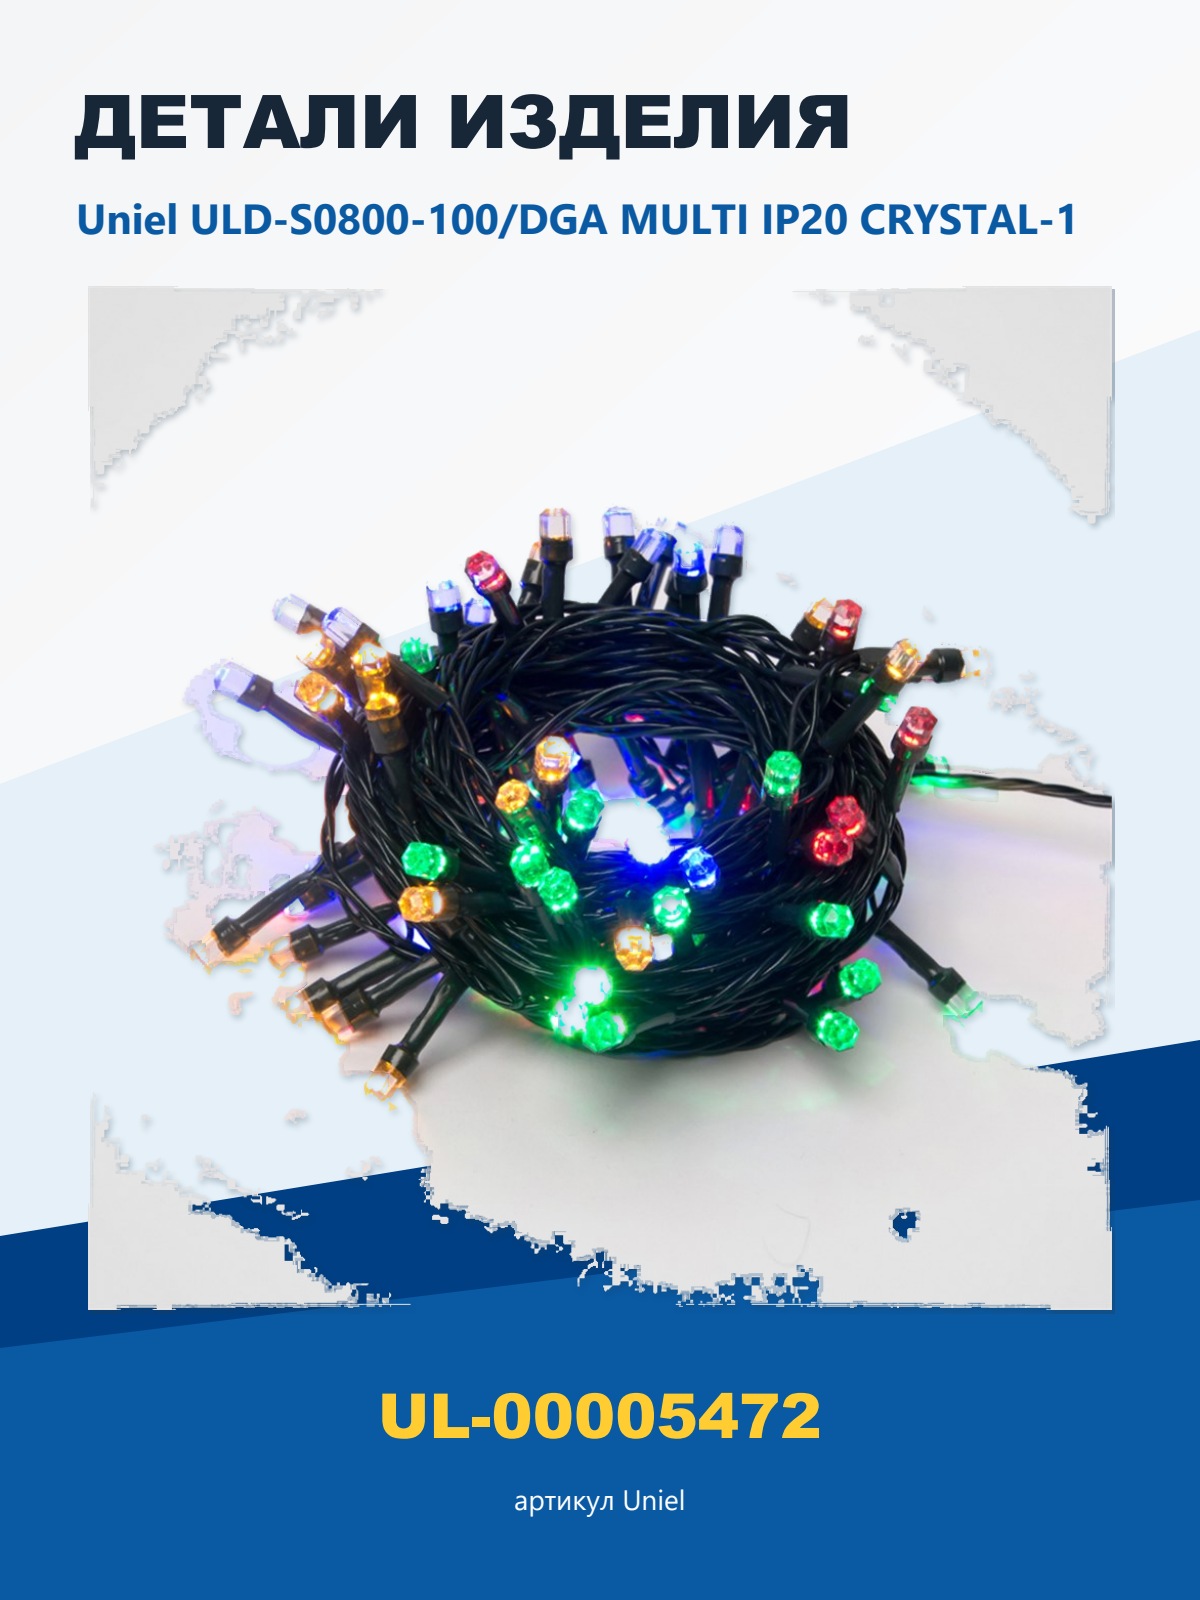 ДЕТАЛИ ИЗДЕЛИЯ
Uniel ULD-S0800-100/DGA MULTI IP20 CRYSTAL-1
UL-00005472
артикул Uniel